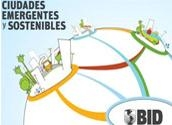 CIUDADES
EMERGENTES
y SOSTENIBLES
BID